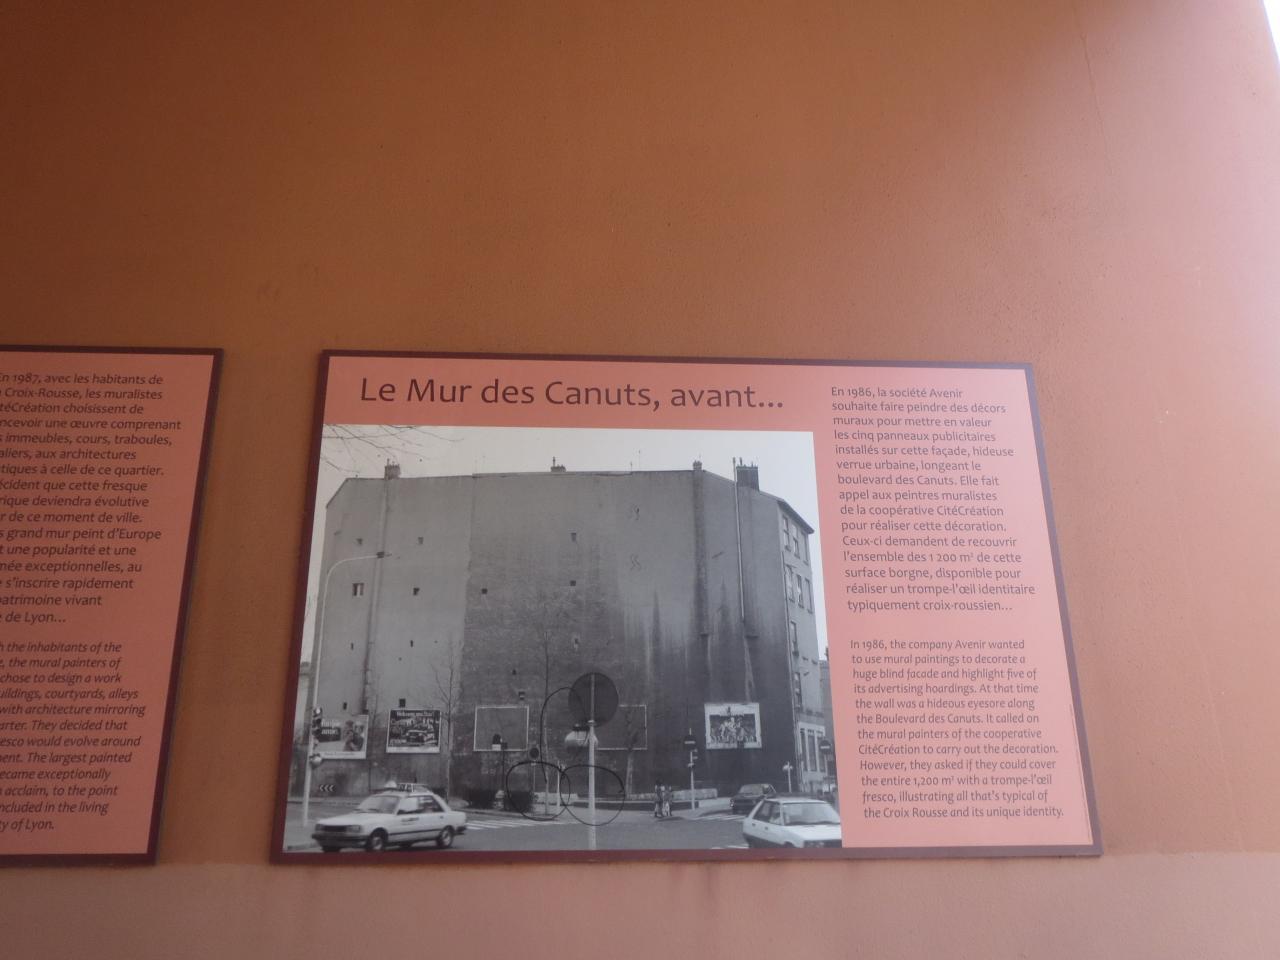 En 1987, avec les habitants de
Croix-Rousse, les muralistes
choisissent de
une œuvre comprenant
immeubles, cours, traboules,
aux architectures
à celle de ce quartier.
que cette fresque
deviendra évolutive
de ce moment de ville.
grand mur peint d'Europe
une popularité et une
exceptionnelles, au
s'inscrire rapidement
vivant
de Lyon...
the inhabitants of the
the mural painters of
chose to design a work
courtyards, alleys
with architecture mirroring
They decided that
would evolve around
The largest painted
became exceptionally
acclaim, to the point
included in the living
of Lyon.
Le Mur des Canuts, avant...
En 1986, la société Avenir
souhaite faire peindre des décors
muraux pour mettre en valeur
les cinq panneaux publicitaires
installés sur cette façade, hideuse
verrue urbaine, longeant le
boulevard des Canuts. Elle fait
appel aux peintres muralistes
de la coopérative CitéCréation
pour réaliser cette décoration.
Ceux-ci demandent de recouvrir
l'ensemble des 1 200 m² de cette
surface borgne, disponible pour
réaliser un trompe-l'œil identitaire
typiquement croix-roussien...
In 1986, the company Avenir wanted
to use mural paintings to decorate a
huge blind facade and highlight five of
its advertising hoardings. At that time
the wall was a hideous eyesore along
the Boulevard des Canuts. It called on
the mural painters of the cooperative
CitéCréation to carry out the decoration.
However, they asked if they could cover
the entire 1,200 m² with a trompe-l'œil
fresco, illustrating all that's typical of
the Croix Rousse and its unique identity.